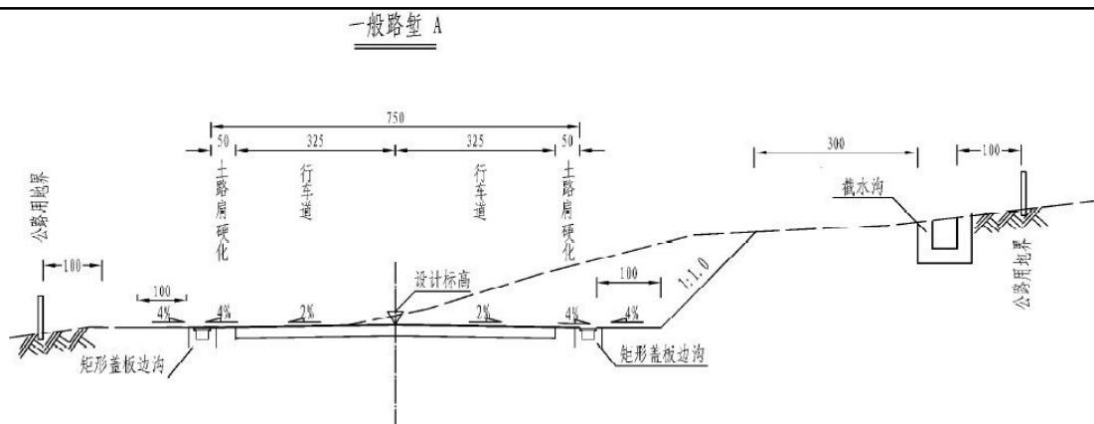 一般路堑 A
750
50
325
325
50
300
100
土路肩硬化
行车道
行车道
土路肩硬化
截水沟
公路用地界
公路用地界
100
100
设计标高
100
1:1.0
4%
4%
2%
2%
4%
4%
矩形盖板边沟
矩形盖板边沟